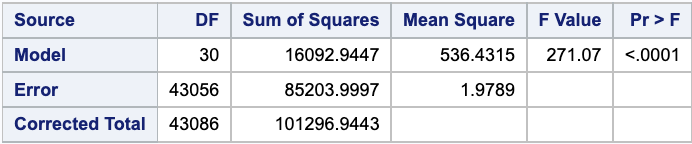 Source DF Sum of Squares Mean Square F Value Pr > F
Model 30 16092.9447 536.4315 271.07 <.0001
Error 43056 85203.9997 1.9789
Corrected Total 43086 101296.9443